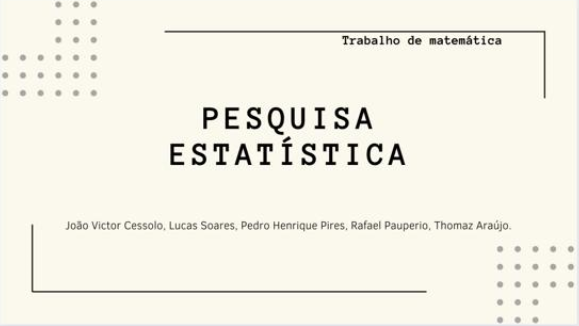 Trabalho de matemática
PESQUISA
ESTATÍSTICA
João Victor Cessolo, Lucas Soares, Pedro Henrique Pires, Rafael Pauperio, Thomaz Araújo.